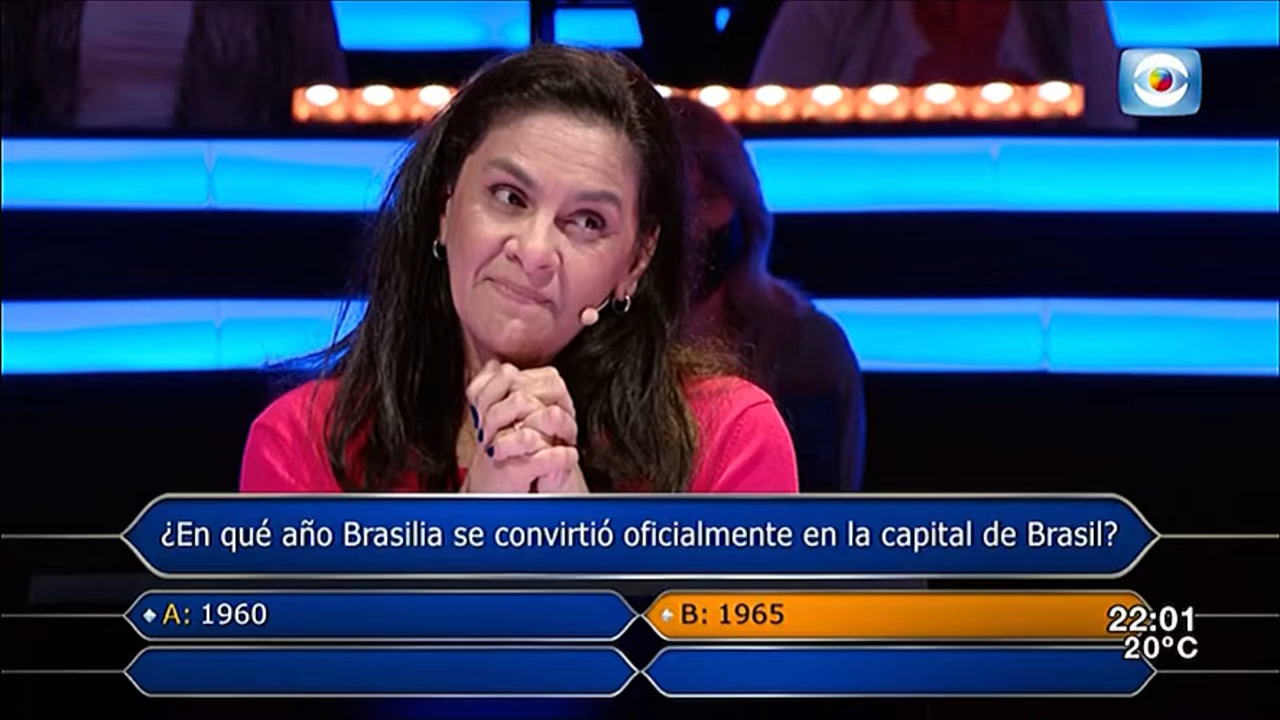 ¿En qué año Brasilia se convirtió oficialmente en la capital de Brasil?
A: 1960
B: 1965
22:01
20°C